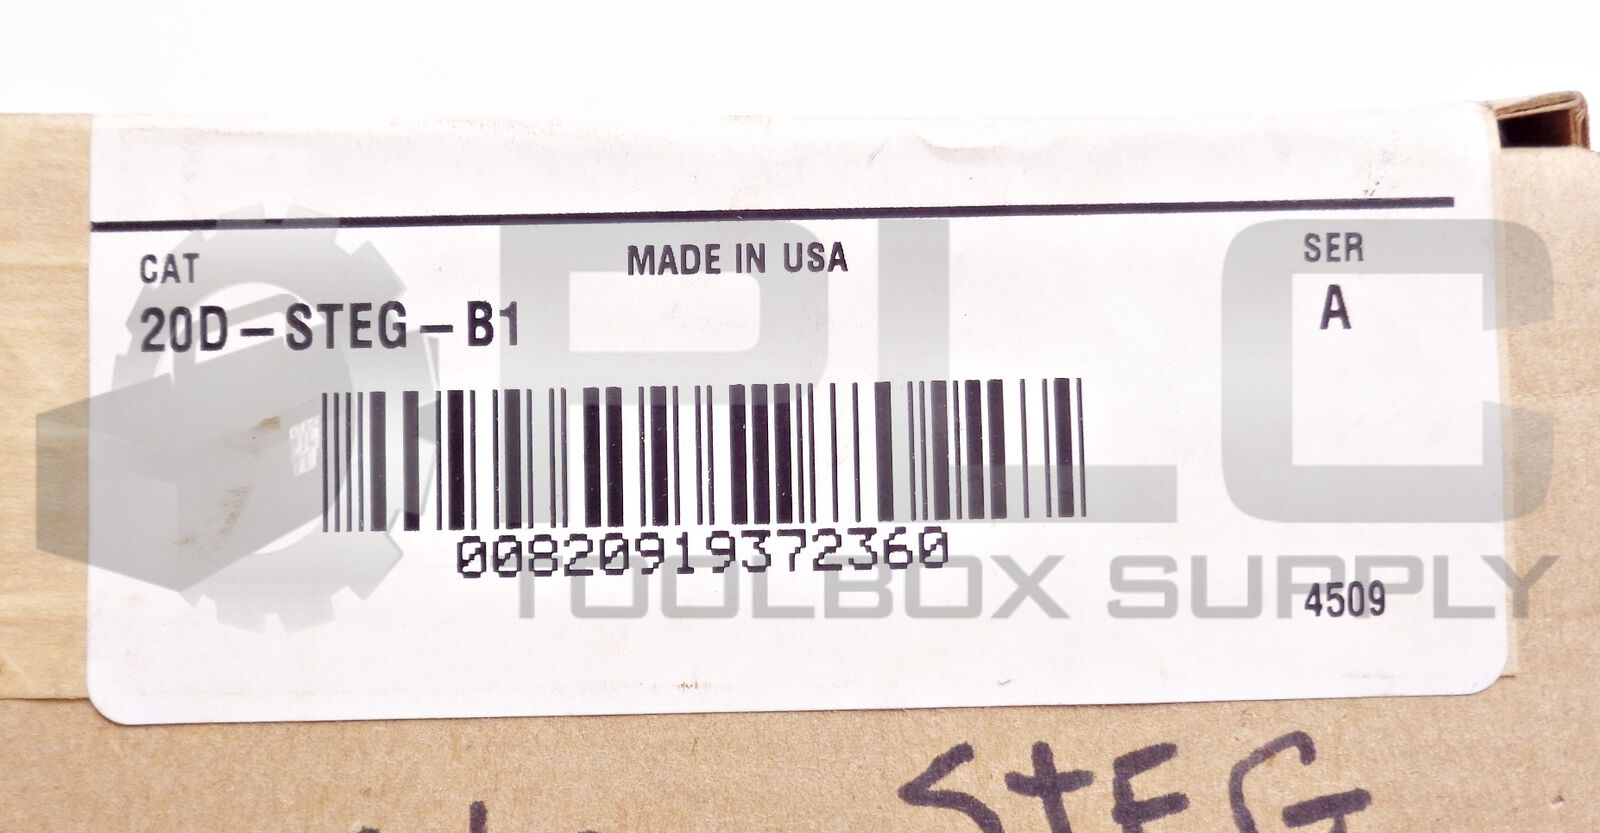 CAT
MADE IN USA
SER
20D-STEG-B1
A
00820919372360
PLC
TOOLBOX SUPPLY
4509
STEG